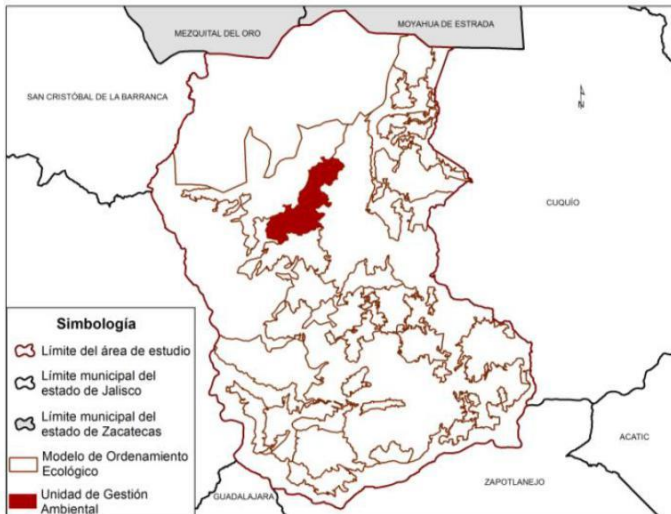 MEZQUITAL DEL ORO
MOYAHUA DE ESTRADA
SAN CRISTÓBAL DE LA BARRANCA
N
CUQUÍO
Simbología
Límite del área de estudio
Límite municipal del
estado de Jalisco
Límite municipal del
estado de Zacatecas
Modelo de Ordenamiento
Ecológico
Unidad de Gestión
Ambiental
GUADALAJARA
ZAPOTLANEJO
ACATIC